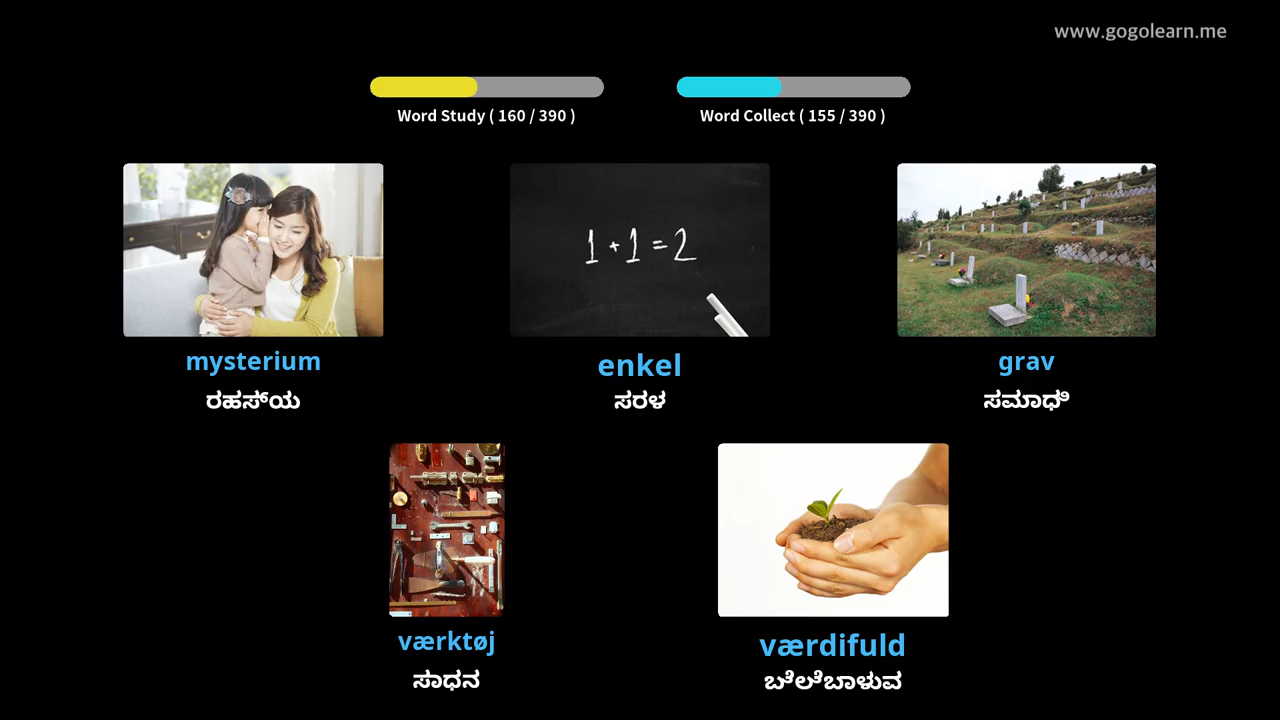 www.gogolearn.me
Word Study ( 160 / 390 )
Word Collect ( 155 / 390 )
1 + 1 = 2
mysterium
ರಹಸ್ಯ
enkel
ಸರಳ
grav
ಸಮಾಧಿ
værktøj
ಸಾಧನ
værdifuld
ಬೆಲೆಬಾಳುವ